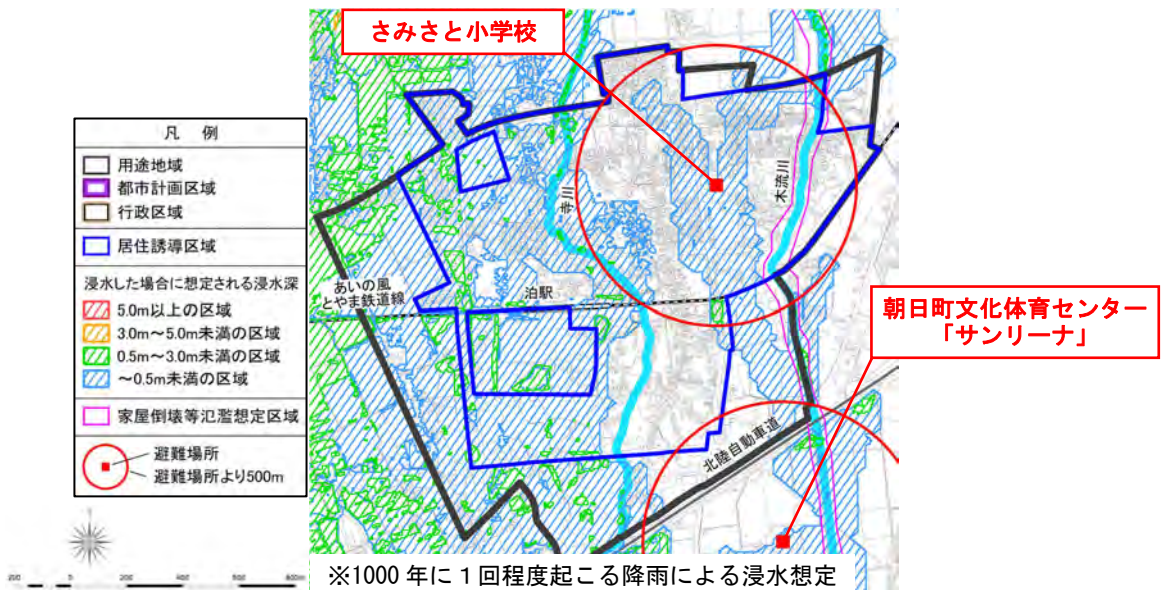 さみさと小学校
凡 例
用途地域
都市計画区域
行政区域
居住誘導区域
浸水した場合に想定される浸水深
5.0m以上の区域
3.0m～5.0m未満の区域
0.5m～3.0m未満の区域
～0.5m未満の区域
家屋倒壊等氾濫想定区域
避難場所
避難場所より500m
寺川
木流川
あいの風
とやま鉄道線
泊駅
朝日町文化体育センター
「サンリーナ」
北陸自動車道
200 0 200 400 600 800m
※1000 年に 1 回程度起こる降雨による浸水想定